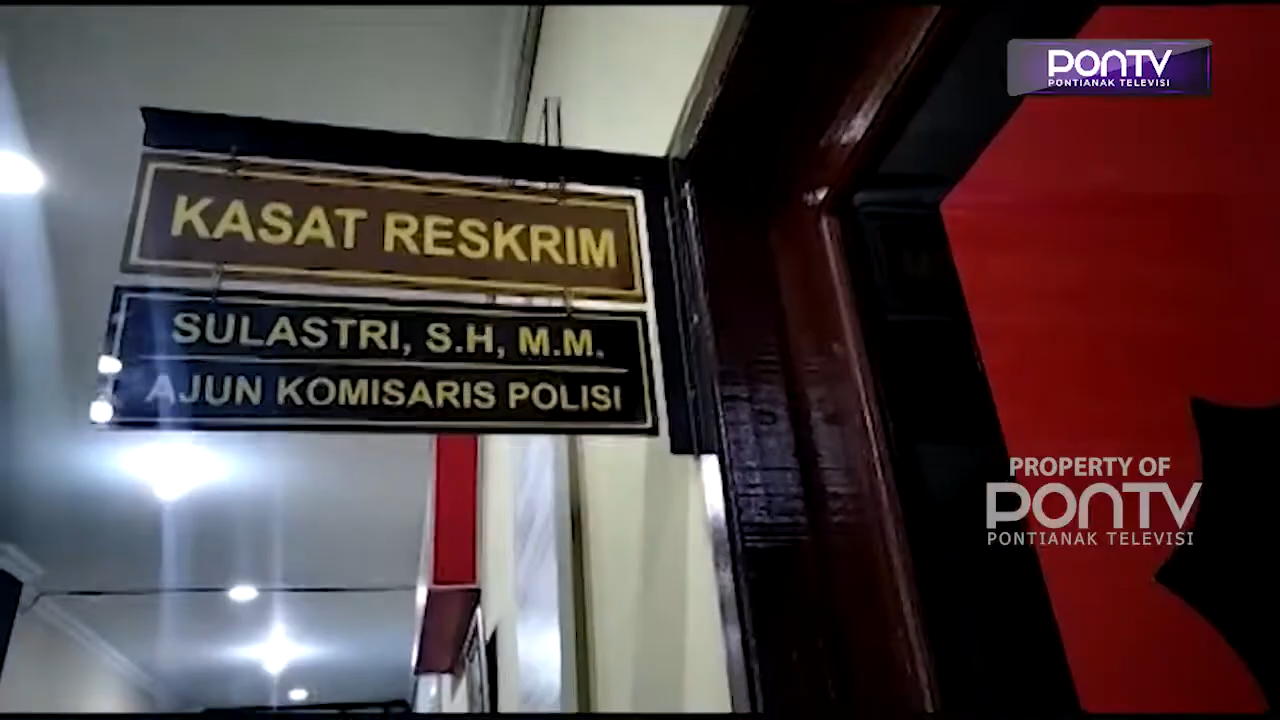 PONTV
PONTIANAK TELEVISI
KASAT RESKRIM
SULASTRI, S.H, M.M.
AJUN KOMISARIS POLISI
PROPERTY OF
PONTV
PONTIANAK TELEVISI